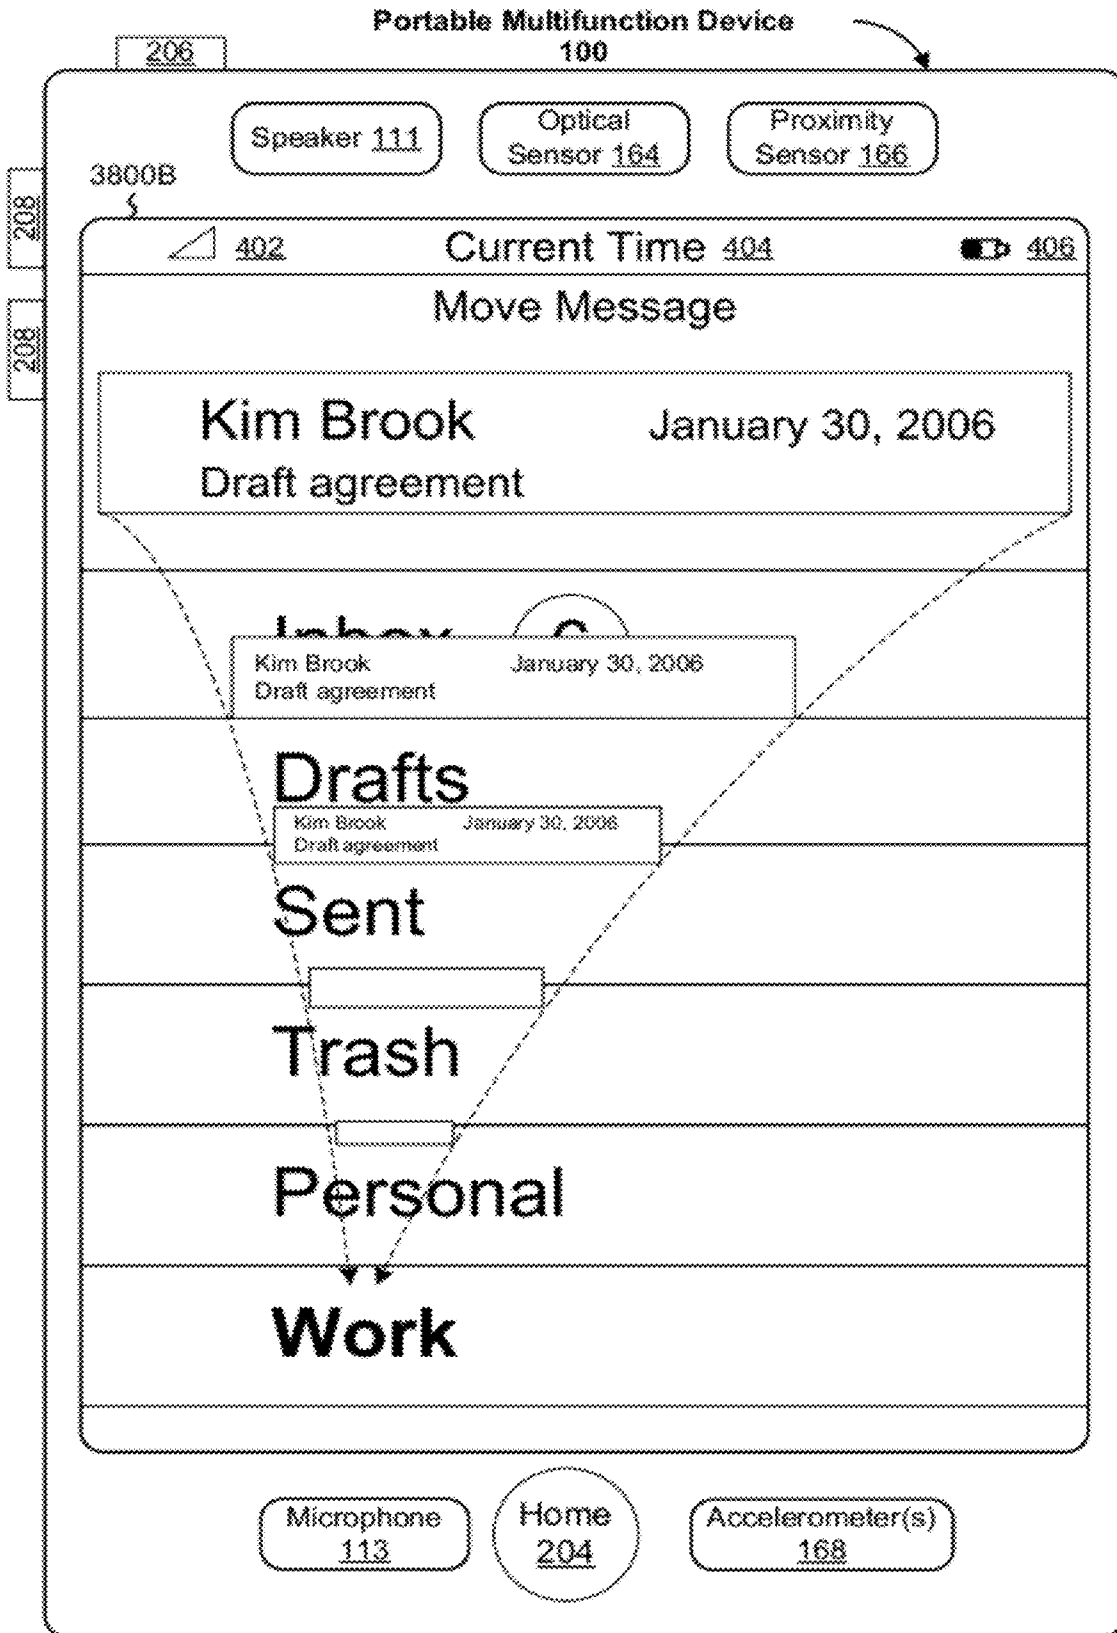 Portable Multifunction Device
100
206
Speaker 111
Optical
Sensor 164
Proximity
Sensor 166
3800B
208
208
402
Current Time 404
406
Move Message
Kim Brook
January 30, 2006
Draft agreement
Inbox
Kim Brook
January 30, 2006
Draft agreement
Drafts
Kim Brook
January 30, 2006
Draft agreement
Sent
Trash
Personal
Work
Microphone
113
Home
204
Accelerometer(s)
168